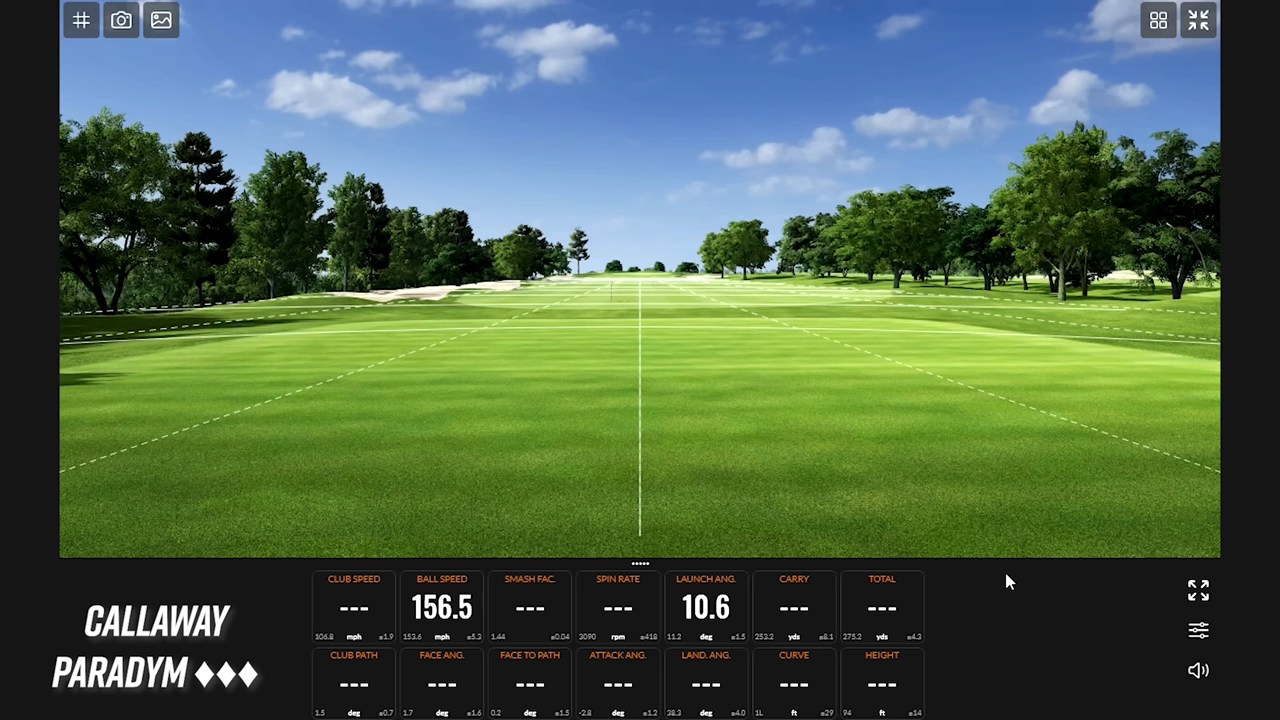 CLUB SPEED BALL SPEED SMASH FAC. SPIN RATE LAUNCH ANG. CARRY TOTAL
--- 156.5 --- --- 10.6 --- ---
106.8 mph ±1.9 153.6 mph ±5.3 1.44 ±0.04 3090 rpm ±418 11.2 deg ±1.5 253.2 yds ±8.1 275.2 yds ±4.3
CLUB PATH FACE ANG. FACE TO PATH ATTACK ANG. LAND. ANG. CURVE HEIGHT
--- --- --- --- --- --- ---
1.5 deg ±0.7 1.7 deg ±1.6 0.2 deg ±1.5 -2.8 deg ±1.2 38.3 deg ±4.0 1L ft ±29 94 ft ±14
CALLAWAY
PARADYM ♦♦♦